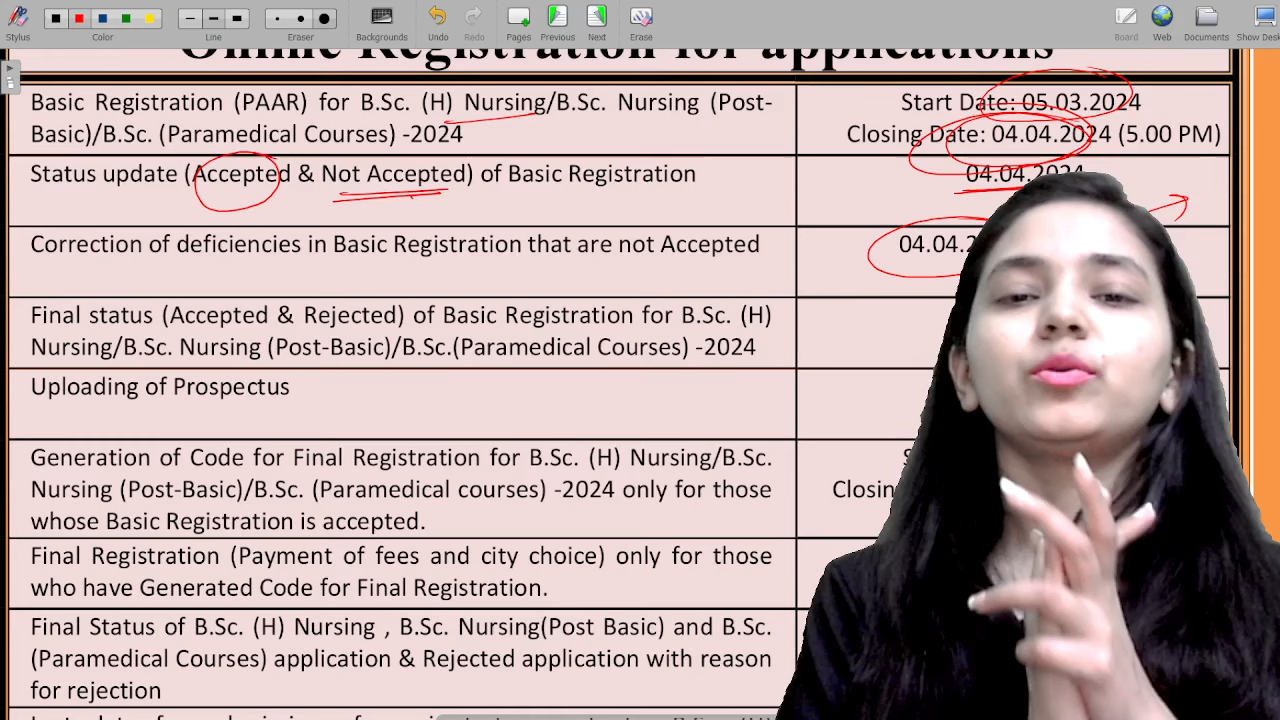 Stylus
Color
Line
Eraser
Backgrounds
Undo
Redo
Pages
Previous
Next
Erase
Board
Web
Documents
Show Desk
Online Registration for applications
Basic Registration (PAAR) for B.Sc. (H) Nursing/B.Sc. Nursing (Post-
Basic)/B.Sc. (Paramedical Courses) -2024
Start Date: 05.03.2024
Closing Date: 04.04.2024 (5.00 PM)
Status update (Accepted & Not Accepted) of Basic Registration
04.04.2024
Correction of deficiencies in Basic Registration that are not Accepted
04.04.2
Final status (Accepted & Rejected) of Basic Registration for B.Sc. (H)
Nursing/B.Sc. Nursing (Post-Basic)/B.Sc.(Paramedical Courses) -2024
Uploading of Prospectus
Generation of Code for Final Registration for B.Sc. (H) Nursing/B.Sc.
Nursing (Post-Basic)/B.Sc. (Paramedical courses) -2024 only for those
whose Basic Registration is accepted.
Closin
Final Registration (Payment of fees and city choice) only for those
who have Generated Code for Final Registration.
Final Status of B.Sc. (H) Nursing , B.Sc. Nursing(Post Basic) and B.Sc.
(Paramedical Courses) application & Rejected application with reason
for rejection